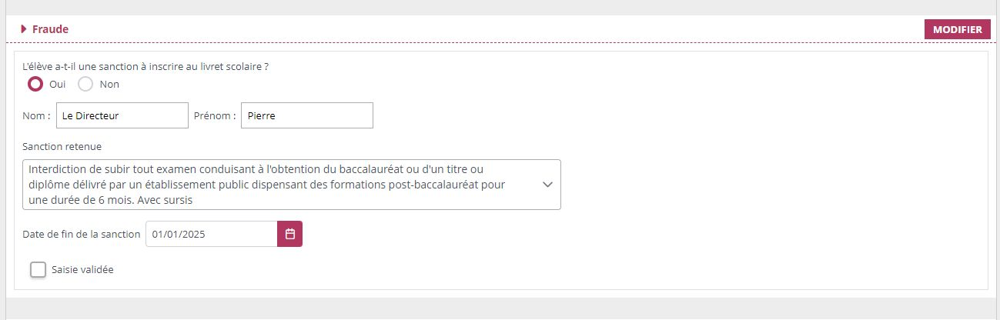 Fraude
MODIFIER
L'élève a-t-il une sanction à inscrire au livret scolaire ?
Oui Non
Nom : Le Directeur Prénom : Pierre
Sanction retenue
Interdiction de subir tout examen conduisant à l'obtention du baccalauréat ou d'un titre ou
diplôme délivré par un établissement public dispensant des formations post-baccalauréat pour
une durée de 6 mois. Avec sursis
Date de fin de la sanction 01/01/2025
Saisie validée